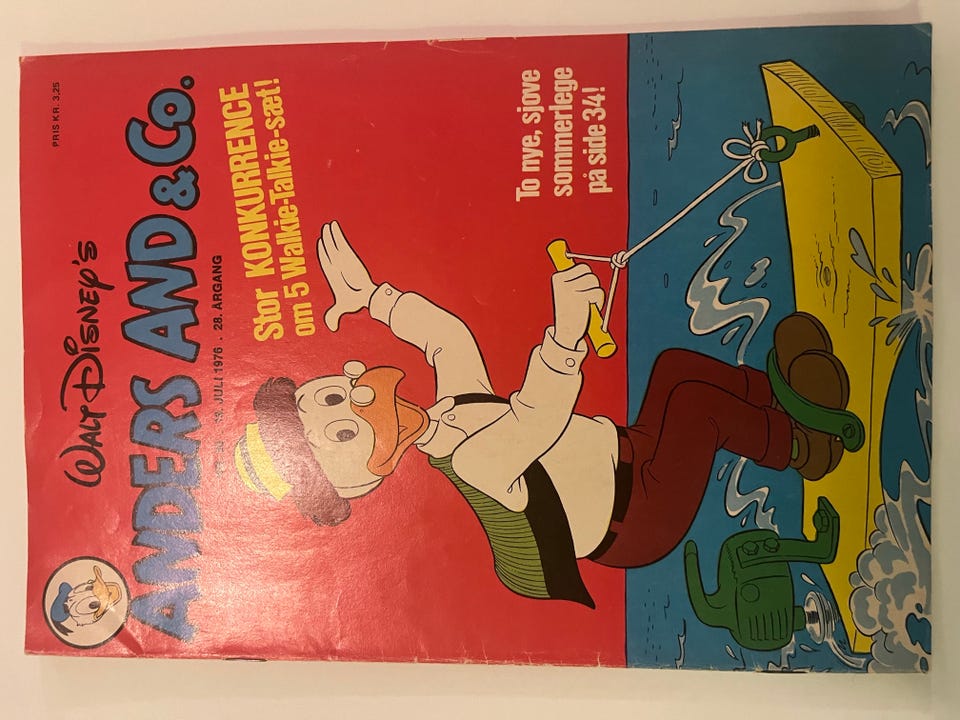 PRIS KR. 3,25
WALT DISNEY'S
ANDERS AND & CO.
19. JULI 1976 . 28. ÅRGANG
Stor KONKURRENCE
om 5 Walkie-Talkie-sæt!
To nye, sjove
sommerlege
på side 34!